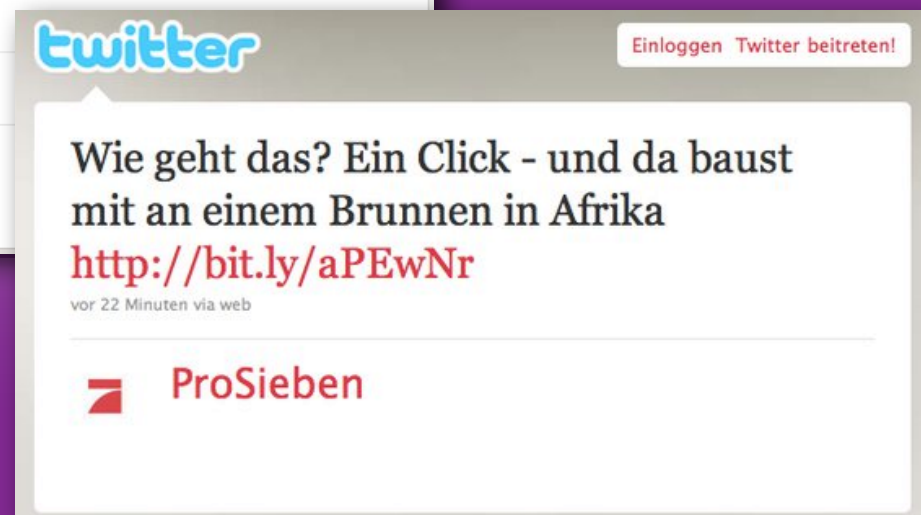 twitter
Einloggen Twitter beitreten!
Wie geht das? Ein Click - und da baust
mit an einem Brunnen in Afrika
http://bit.ly/aPEwNr
vor 22 Minuten via web
ProSieben